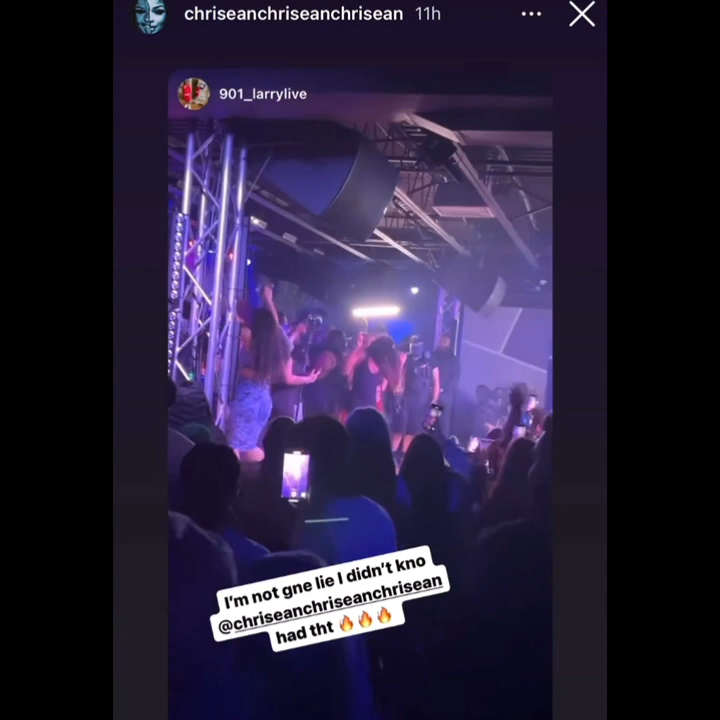 chriseanchriseanchrisean 11h
901_larrylive
I'm not gne lie I didn't kno
@chriseanchriseanchrisean
had tht 🔥🔥🔥